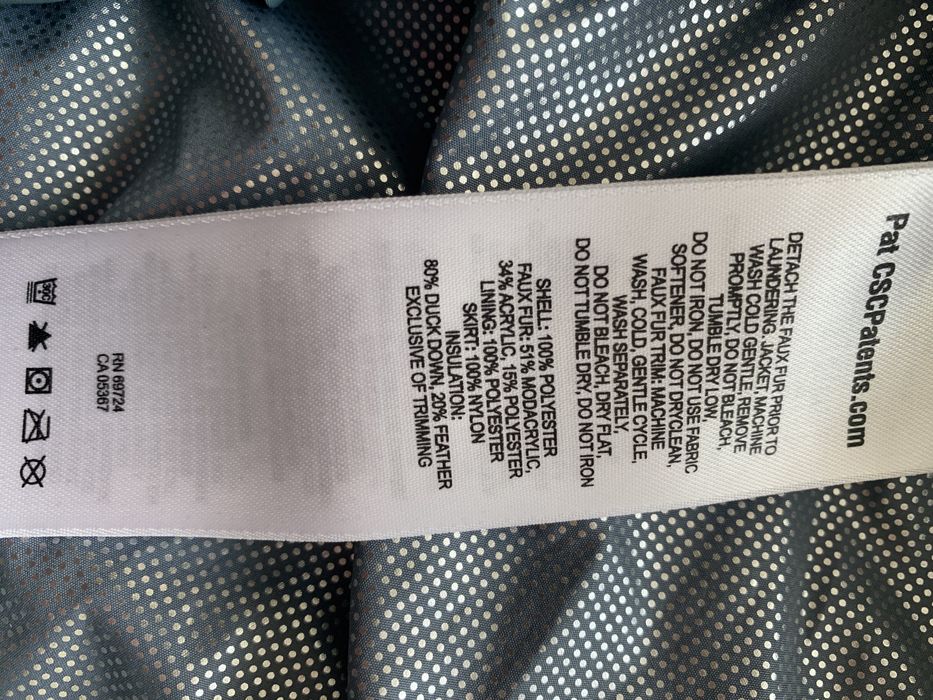 Pat CSCPatents.com
DETACH THE FAUX FUR PRIOR TO
LAUNDERING. JACKET, MACHINE
WASH COLD GENTLE, REMOVE
PROMPTLY, DO NOT BLEACH,
TUMBLE DRY LOW,
DO NOT IRON, DO NOT USE FABRIC
SOFTENER, DO NOT DRYCLEAN,
FAUX FUR TRIM: MACHINE
WASH, COLD, GENTLE CYCLE,
WASH SEPARATELY,
DO NOT BLEACH, DRY FLAT,
DO NOT TUMBLE DRY, DO NOT IRON
SHELL: 100% POLYESTER
FAUX FUR: 51% MODACRYLIC,
34% ACRYLIC, 15% POLYESTER
LINING: 100% POLYESTER
SKIRT: 100% NYLON
INSULATION:
80% DUCK DOWN, 20% FEATHER
EXCLUSIVE OF TRIMMING
RN 69724
CA 05367